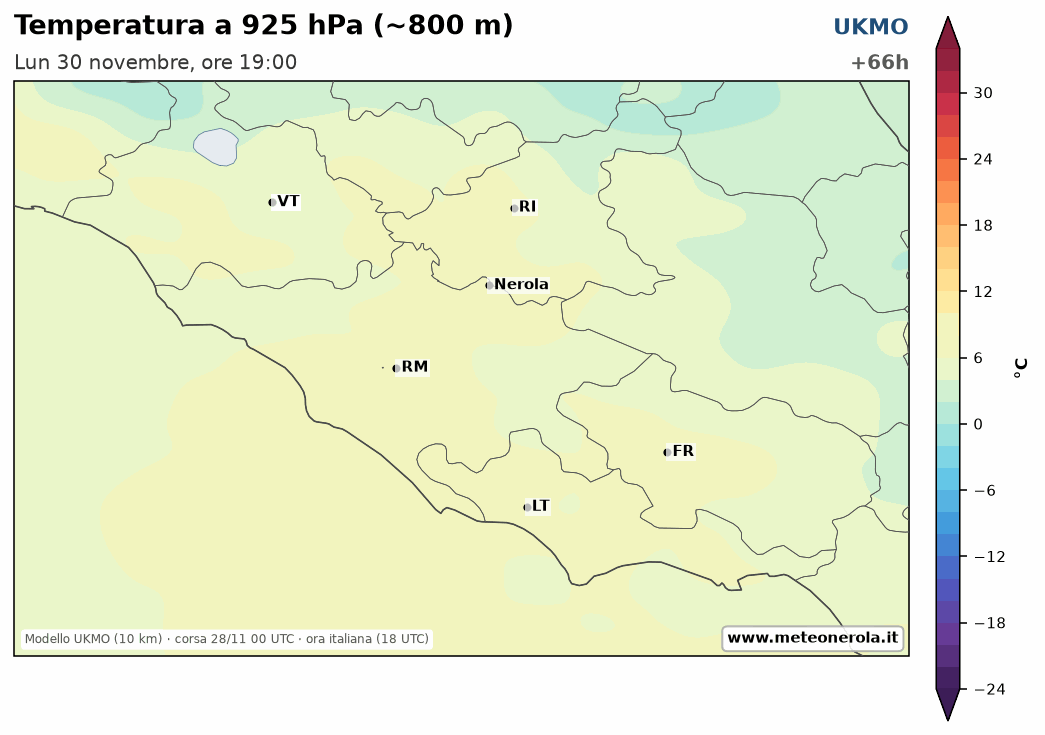 Temperatura a 925 hPa (~800 m)
UKMO
Lun 30 novembre, ore 19:00
+66h
VT
RI
Nerola
RM
FR
LT
30
24
18
12
6
0
−6
−12
−18
−24
°C
Modello UKMO (10 km) · corsa 28/11 00 UTC · ora italiana (18 UTC)
www.meteonerola.it